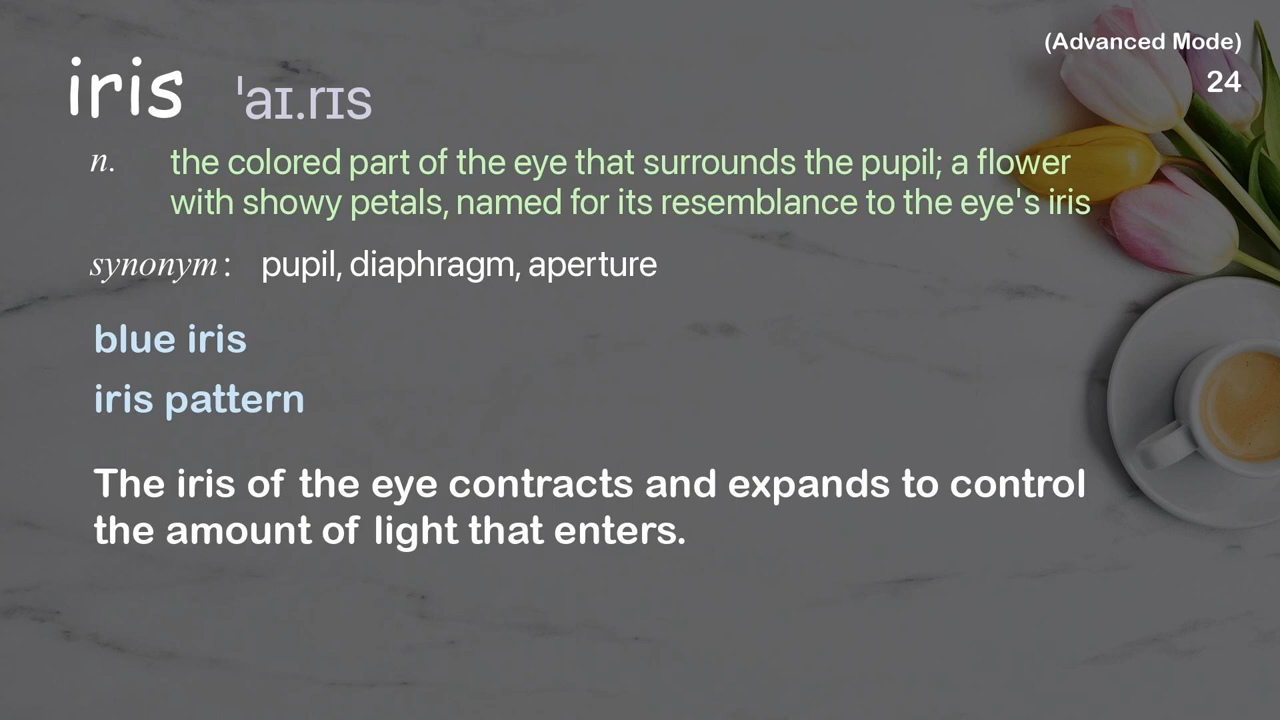 (Advanced Mode)
24
iris ˈaɪ.rɪs
n. the colored part of the eye that surrounds the pupil; a flower
with showy petals, named for its resemblance to the eye's iris
synonym: pupil, diaphragm, aperture
blue iris
iris pattern
The iris of the eye contracts and expands to control
the amount of light that enters.